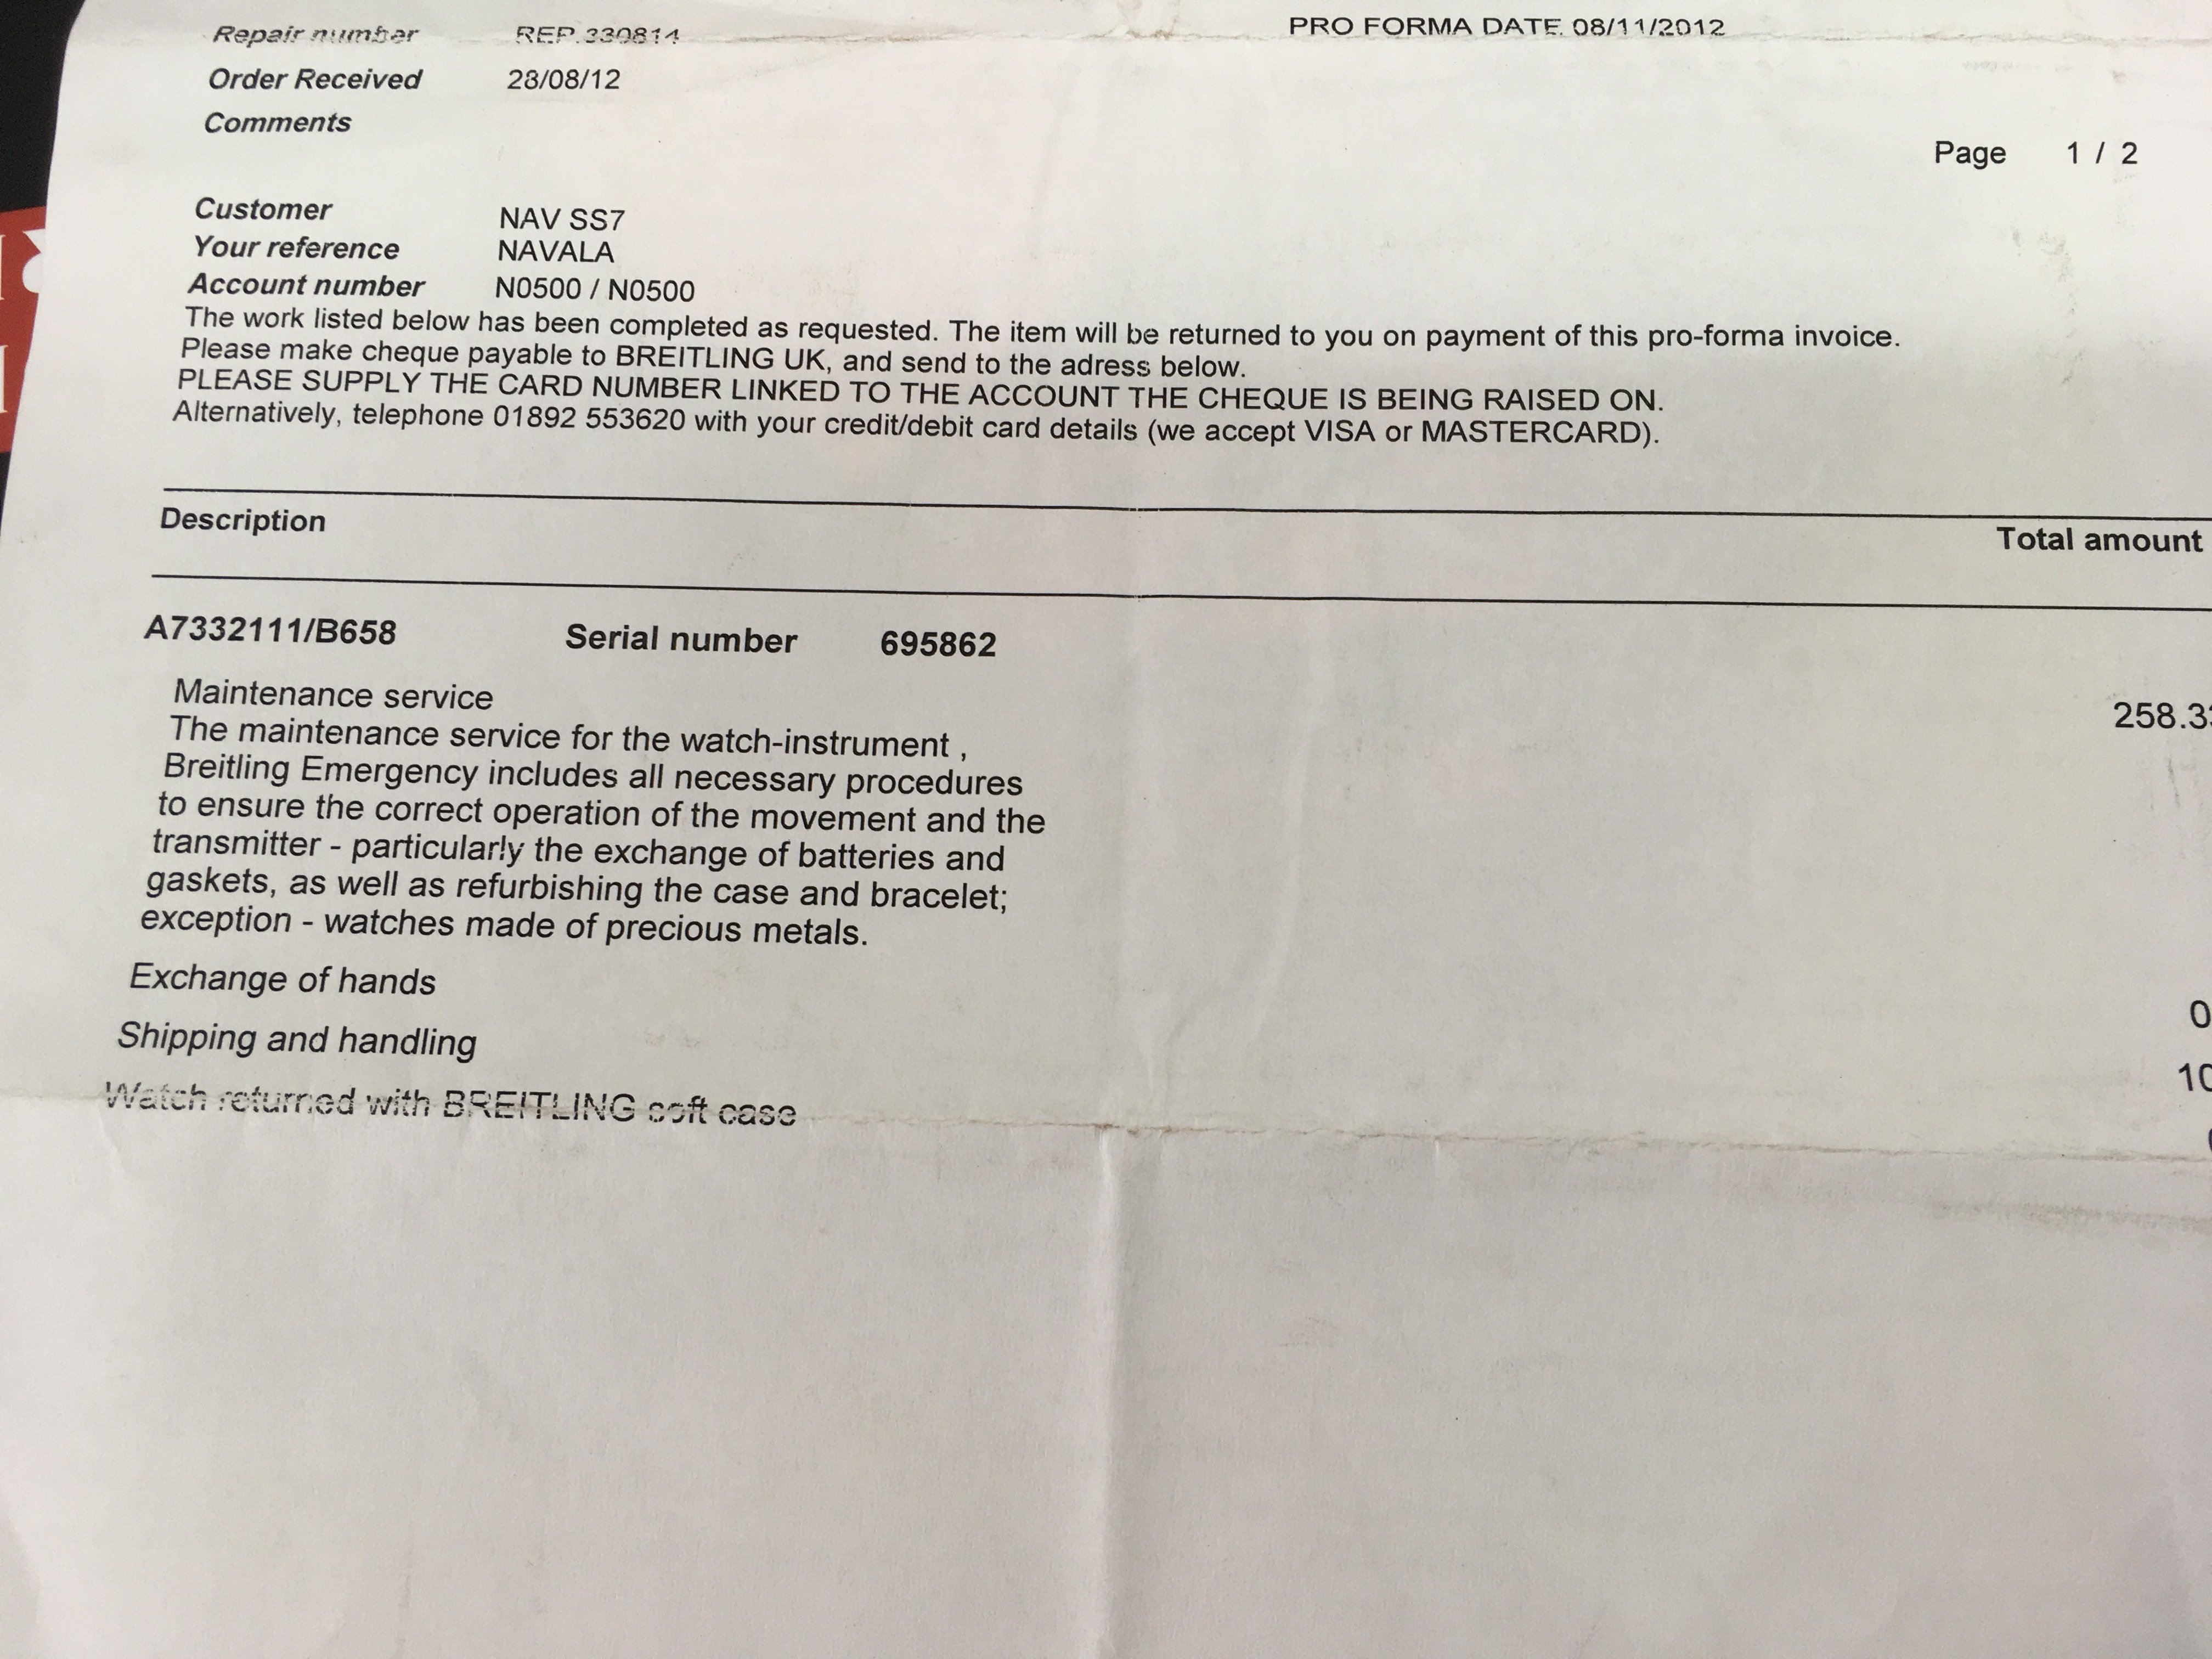 Repair number REP.330814
PRO FORMA DATE. 08/11/2012
Order Received 28/08/12
Comments
Page 1 / 2
Customer NAV SS7
Your reference NAVALA
Account number N0500 / N0500
The work listed below has been completed as requested. The item will be returned to you on payment of this pro-forma invoice.
Please make cheque payable to BREITLING UK, and send to the adress below.
PLEASE SUPPLY THE CARD NUMBER LINKED TO THE ACCOUNT THE CHEQUE IS BEING RAISED ON.
Alternatively, telephone 01892 553620 with your credit/debit card details (we accept VISA or MASTERCARD).
Description Total amount
A7332111/B658 Serial number 695862
Maintenance service 258.3
The maintenance service for the watch-instrument ,
Breitling Emergency includes all necessary procedures
to ensure the correct operation of the movement and the
transmitter - particularly the exchange of batteries and
gaskets, as well as refurbishing the case and bracelet;
exception - watches made of precious metals.
Exchange of hands 0
Shipping and handling 10
Watch returned with BREITLING soft case